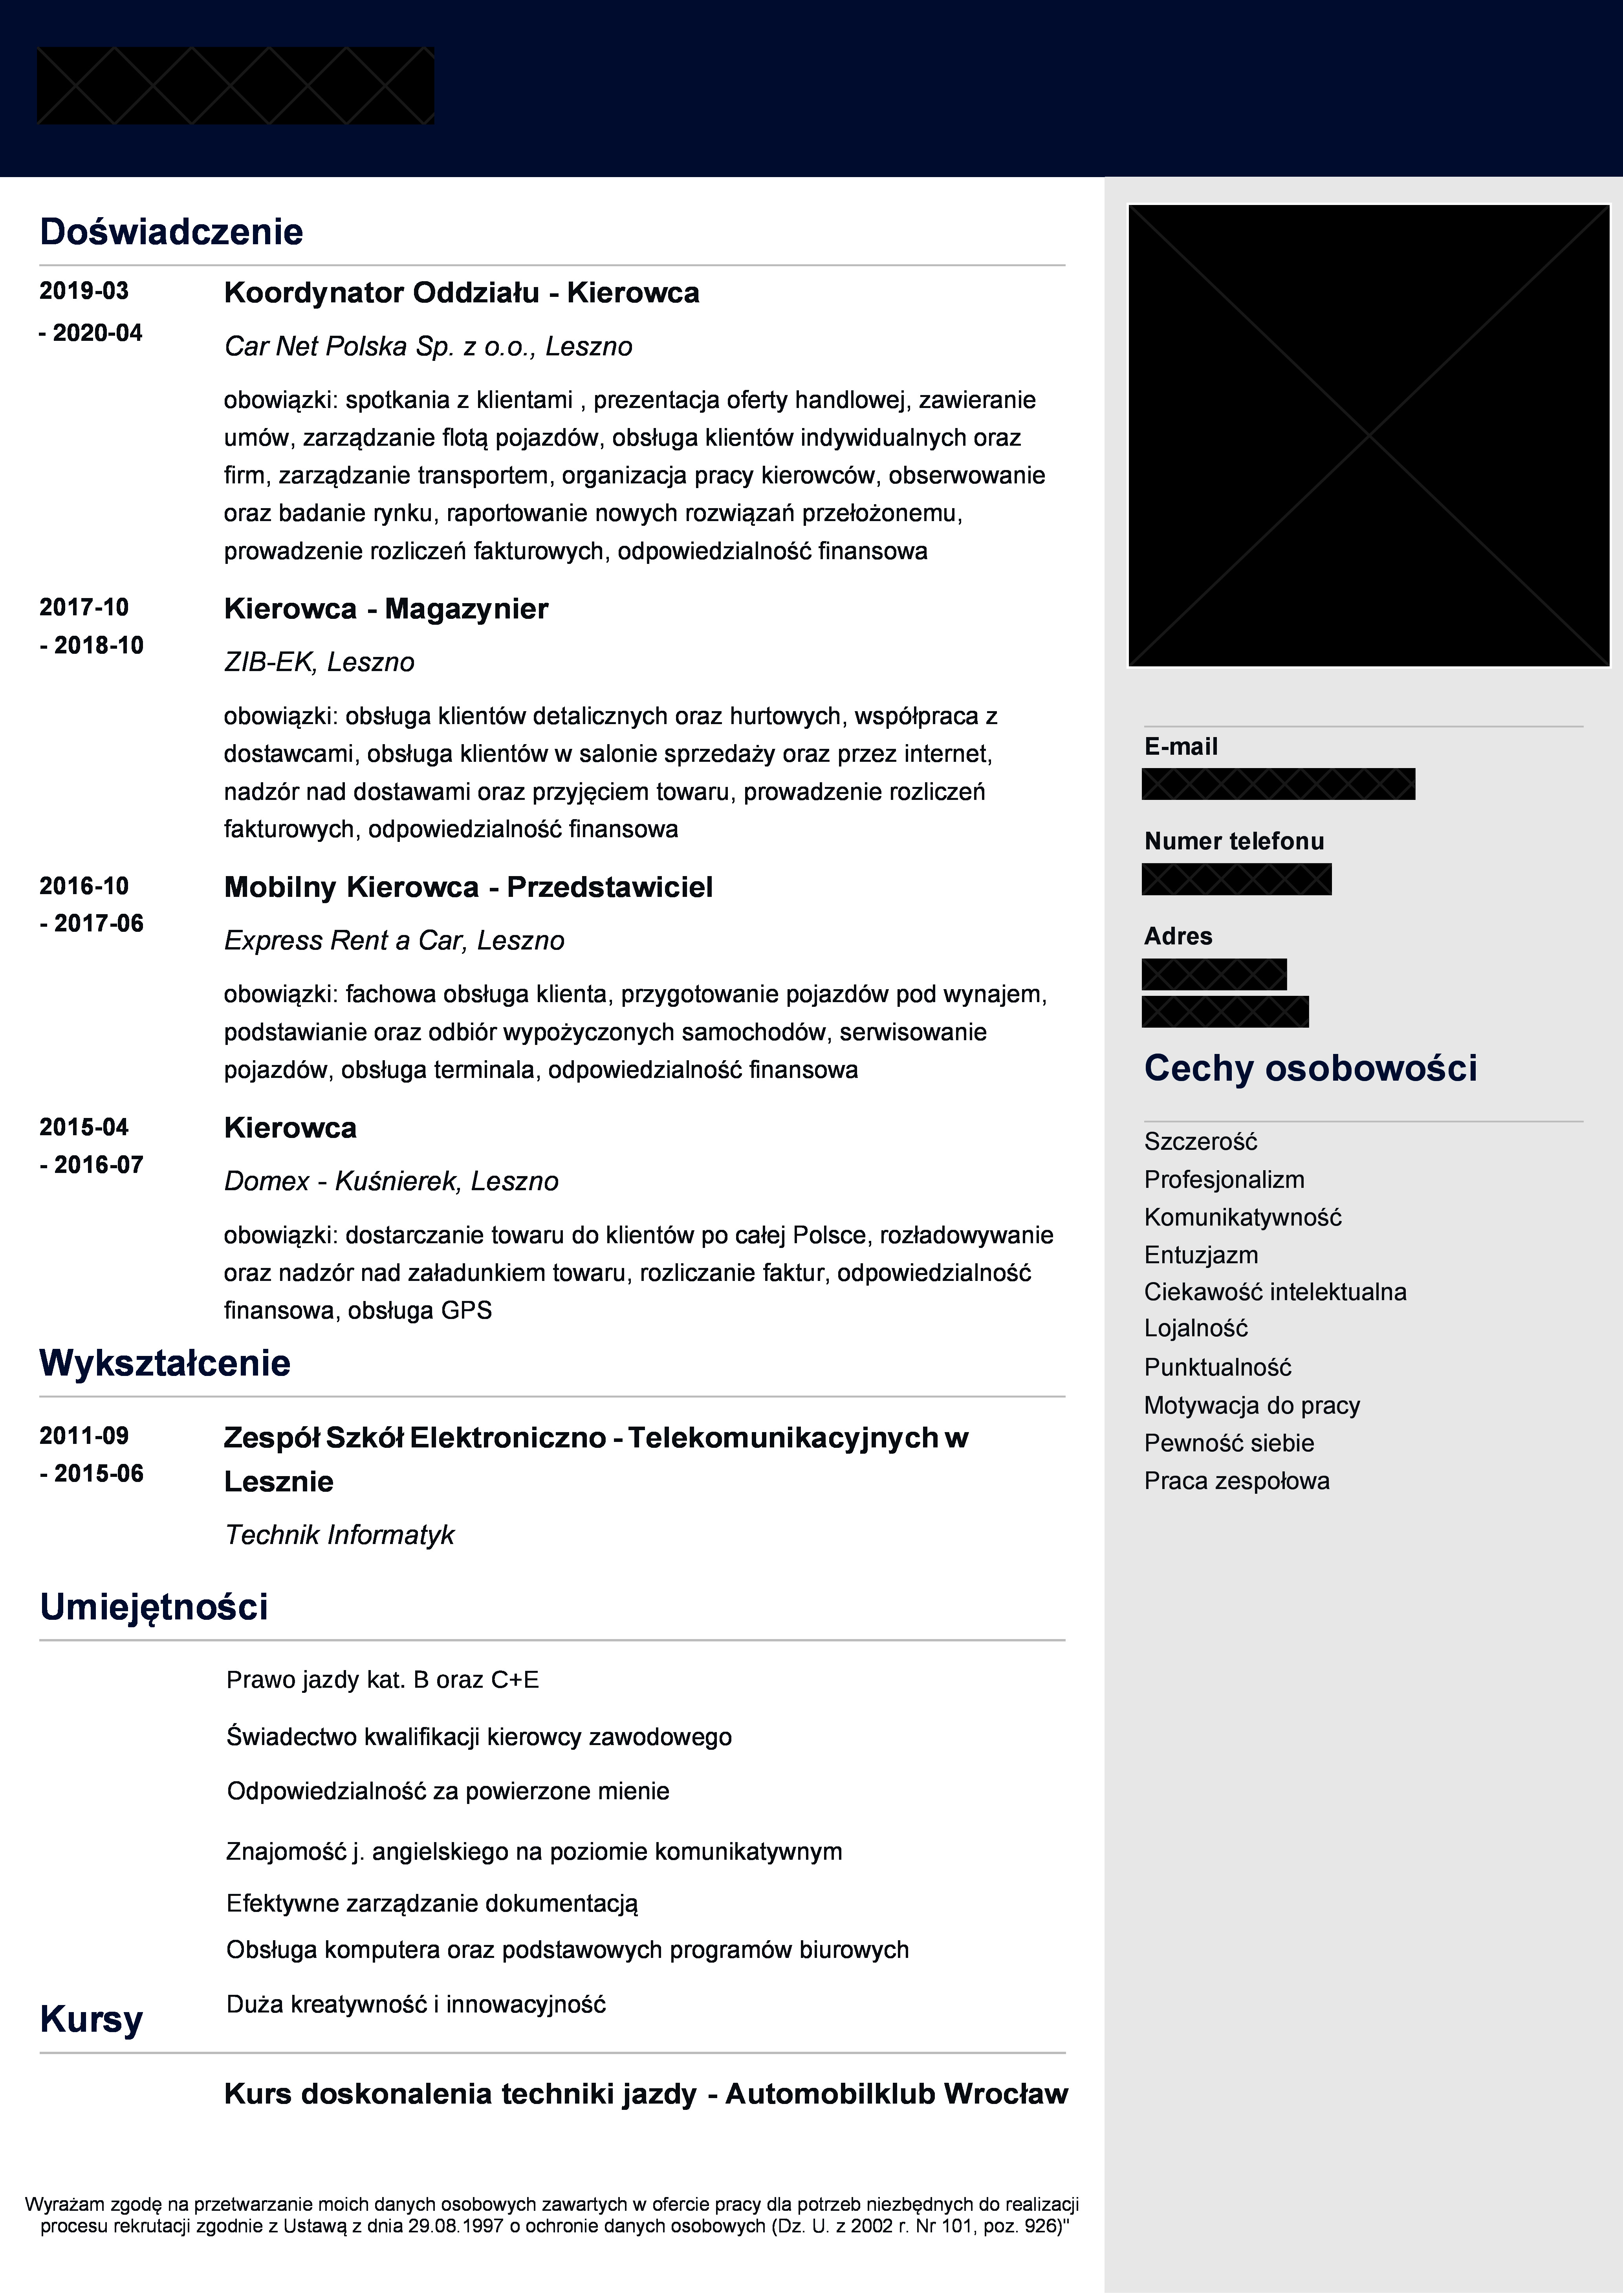 Doświadczenie
2019-03
- 2020-04
Koordynator Oddziału - Kierowca
Car Net Polska Sp. z o.o., Leszno
obowiązki: spotkania z klientami , prezentacja oferty handlowej, zawieranie
umów, zarządzanie flotą pojazdów, obsługa klientów indywidualnych oraz
firm, zarządzanie transportem, organizacja pracy kierowców, obserwowanie
oraz badanie rynku, raportowanie nowych rozwiązań przełożonemu,
prowadzenie rozliczeń fakturowych, odpowiedzialność finansowa
2017-10
- 2018-10
Kierowca - Magazynier
ZIB-EK, Leszno
obowiązki: obsługa klientów detalicznych oraz hurtowych, współpraca z
dostawcami, obsługa klientów w salonie sprzedaży oraz przez internet,
nadzór nad dostawami oraz przyjęciem towaru, prowadzenie rozliczeń
fakturowych, odpowiedzialność finansowa
2016-10
- 2017-06
Mobilny Kierowca - Przedstawiciel
Express Rent a Car, Leszno
obowiązki: fachowa obsługa klienta, przygotowanie pojazdów pod wynajem,
podstawianie oraz odbiór wypożyczonych samochodów, serwisowanie
pojazdów, obsługa terminala, odpowiedzialność finansowa
2015-04
- 2016-07
Kierowca
Domex - Kuśnierek, Leszno
obowiązki: dostarczanie towaru do klientów po całej Polsce, rozładowywanie
oraz nadzór nad załadunkiem towaru, rozliczanie faktur, odpowiedzialność
finansowa, obsługa GPS
Wykształcenie
2011-09
- 2015-06
Zespół Szkół Elektroniczno - Telekomunikacyjnych w
Lesznie
Technik Informatyk
Umiejętności
Prawo jazdy kat. B oraz C+E
Świadectwo kwalifikacji kierowcy zawodowego
Odpowiedzialność za powierzone mienie
Znajomość j. angielskiego na poziomie komunikatywnym
Efektywne zarządzanie dokumentacją
Obsługa komputera oraz podstawowych programów biurowych
Duża kreatywność i innowacyjność
Kursy
Kurs doskonalenia techniki jazdy - Automobilklub Wrocław
Wyrażam zgodę na przetwarzanie moich danych osobowych zawartych w ofercie pracy dla potrzeb niezbędnych do realizacji
procesu rekrutacji zgodnie z Ustawą z dnia 29.08.1997 o ochronie danych osobowych (Dz. U. z 2002 r. Nr 101, poz. 926)"
E-mail
Numer telefonu
Adres
Cechy osobowości
Szczerość
Profesjonalizm
Komunikatywność
Entuzjazm
Ciekawość intelektualna
Lojalność
Punktualność
Motywacja do pracy
Pewność siebie
Praca zespołowa